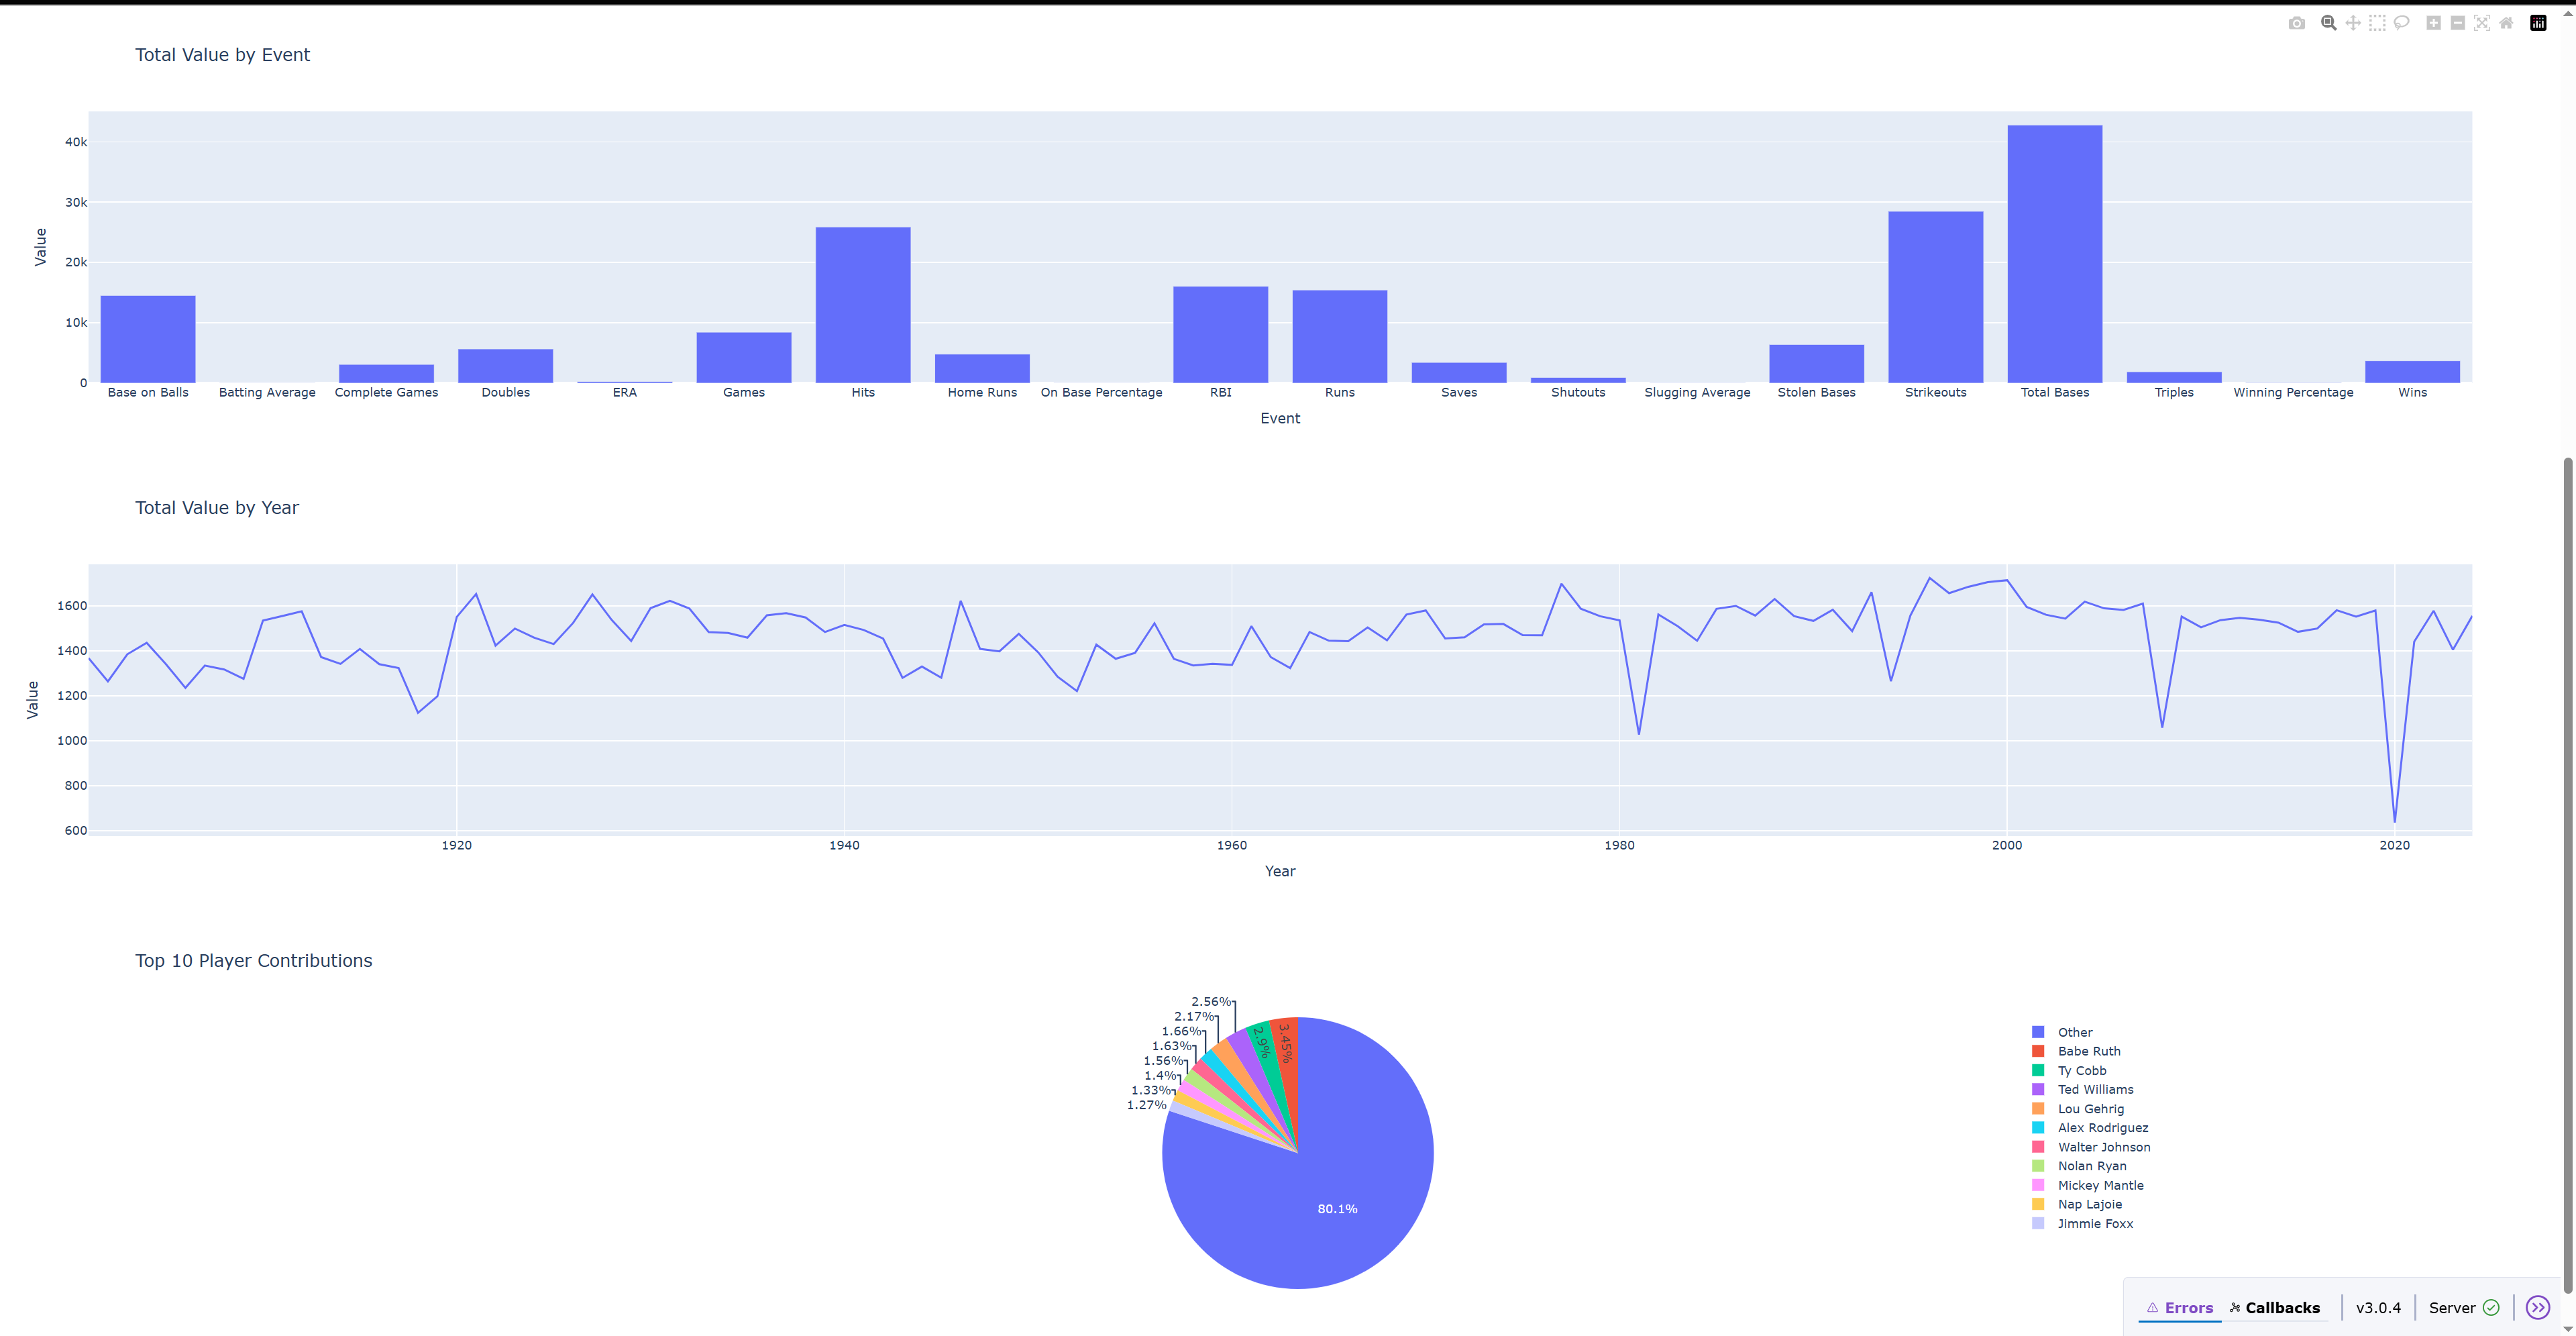 Total Value by Event
40k
30k
20k
10k
0
Value
Base on Balls Batting Average Complete Games Doubles ERA Games Hits Home Runs On Base Percentage RBI Runs Saves Shutouts Slugging Average Stolen Bases Strikeouts Total Bases Triples Winning Percentage Wins
Event
Total Value by Year
1600
1400
1200
1000
800
600
Value
1920 1940 1960 1980 2000 2020
Year
Top 10 Player Contributions
2.56%
2.17%
1.66%
1.63%
1.56%
1.4%
1.33%
1.27%
2.9%
3.45%
80.1%
Other
Babe Ruth
Ty Cobb
Ted Williams
Lou Gehrig
Alex Rodriguez
Walter Johnson
Nolan Ryan
Mickey Mantle
Nap Lajoie
Jimmie Foxx
Errors Callbacks v3.0.4 Server